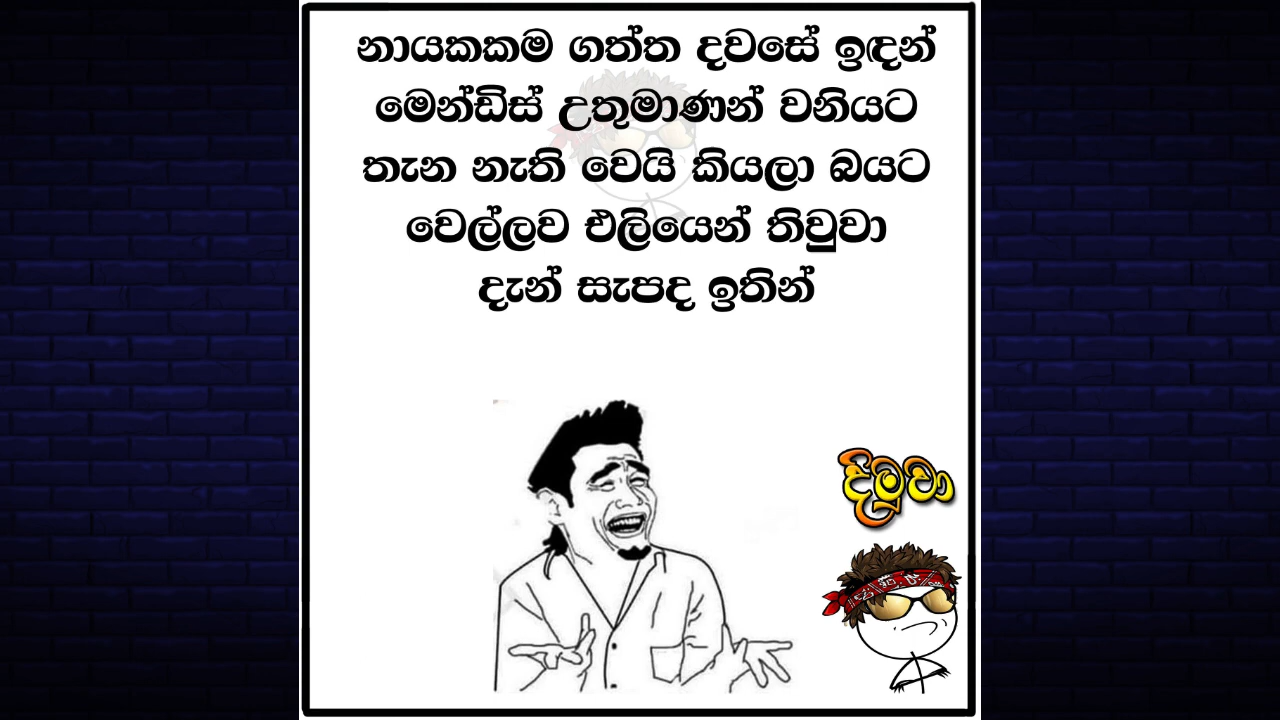 නායකකම ගත්ත දවසේ ඉඳන්
මෙන්ඩිස් උතුමාණන් වනියට
තැන නැති වෙයි කියලා බයට
වෙල්ලව එලියෙන් තිවුවා
දැන් සැපද ඉතින්
දිමුවා